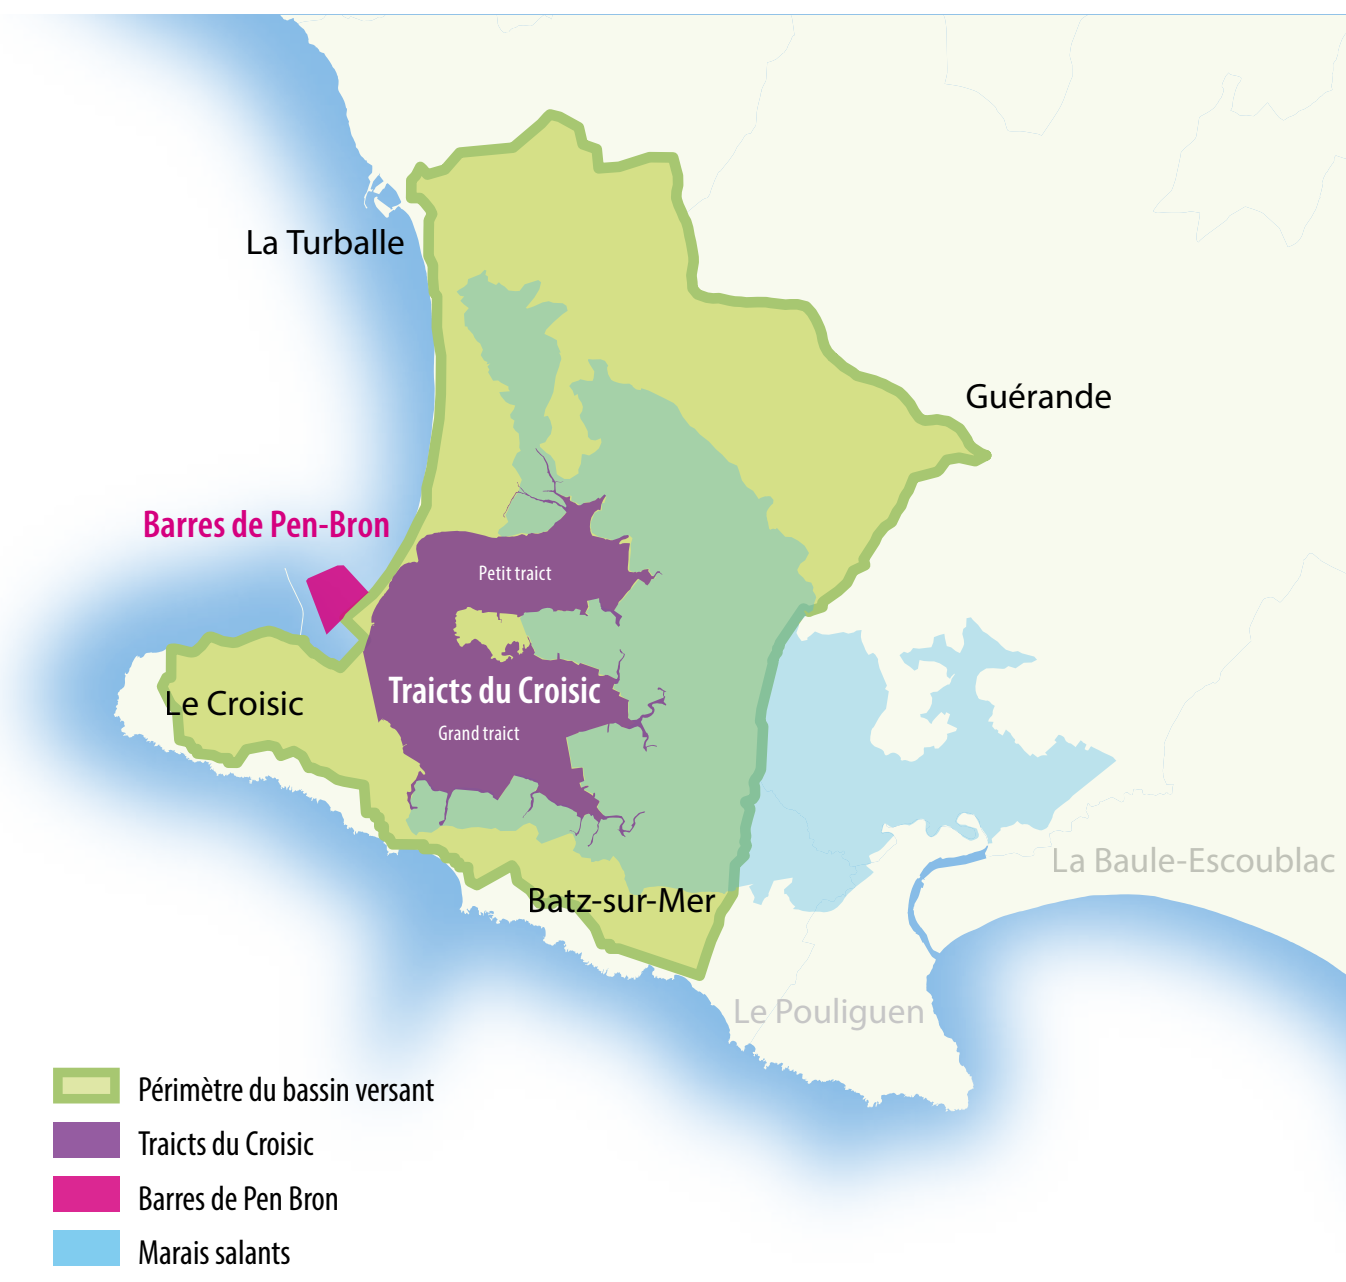 La Turballe
Guérande
Barres de Pen-Bron
Petit traict
Traicts du Croisic
Le Croisic
Grand traict
La Baule-Escoublac
Batz-sur-Mer
Le Pouliguen
Périmètre du bassin versant
Traicts du Croisic
Barres de Pen Bron
Marais salants